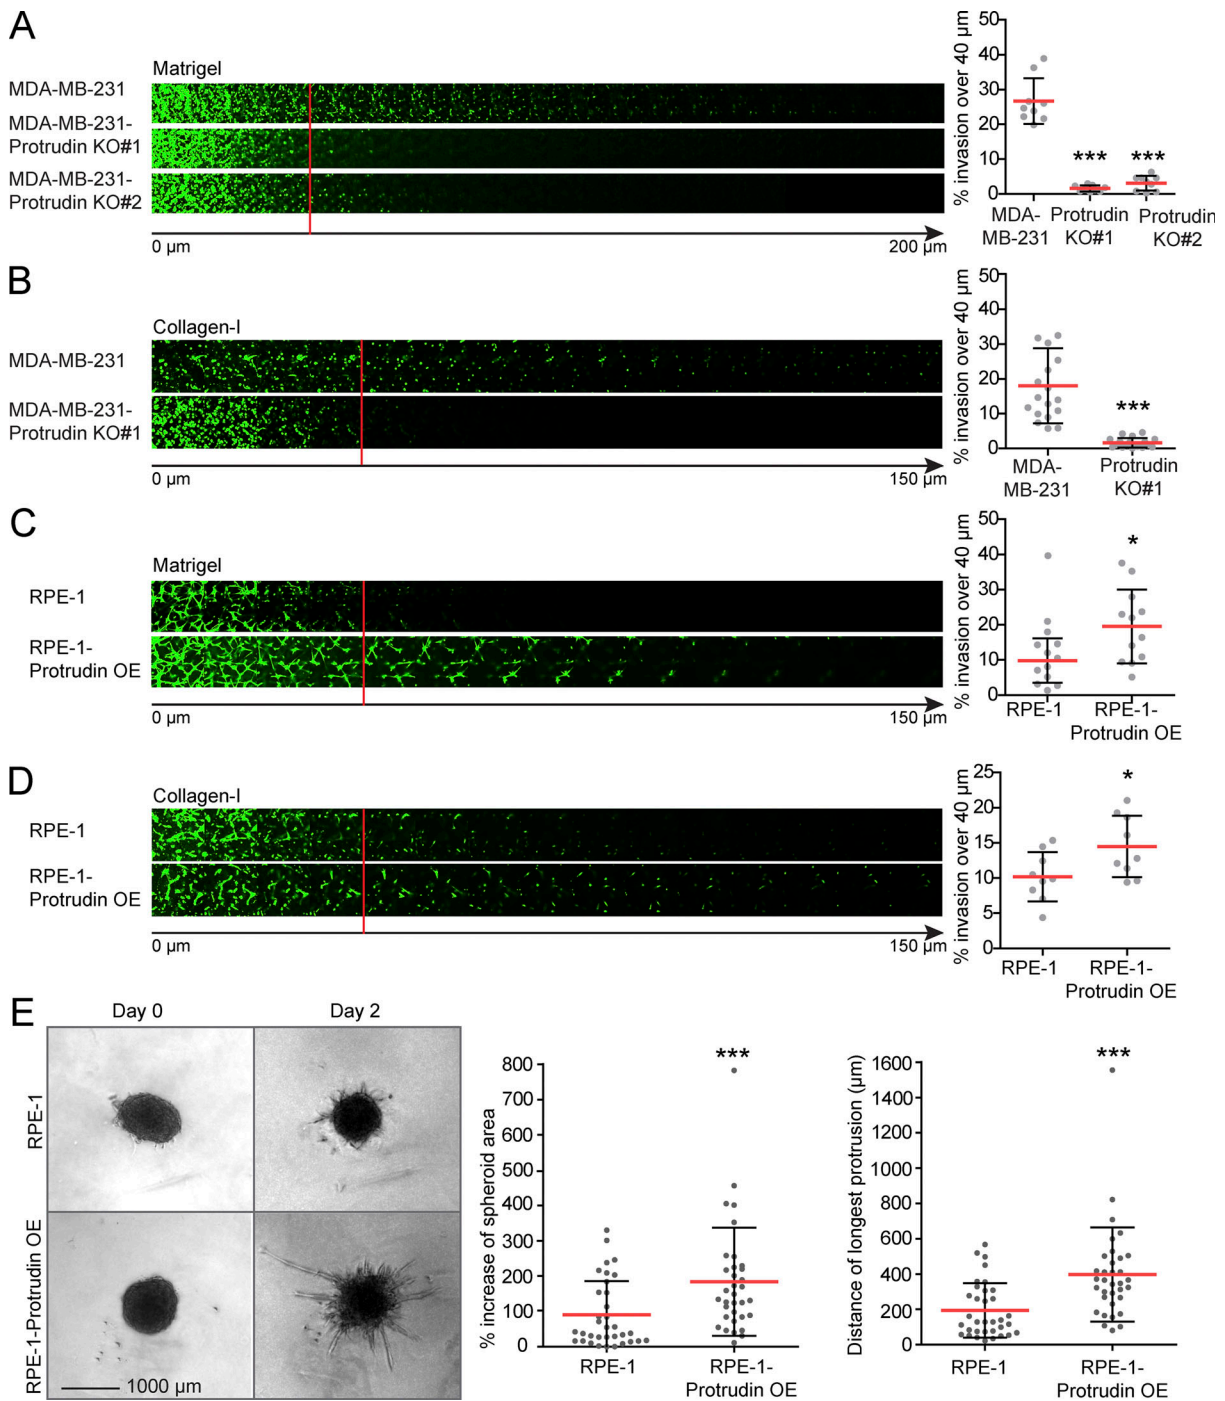 A
Matrigel
MDA-MB-231
MDA-MB-231-
Protrudin KO#1
MDA-MB-231-
Protrudin KO#2
0 µm
200 µm
% invasion over 40 µm
50
40
30
20
10
0
***
***
MDA-
MB-231
Protrudin
KO#1
Protrudin
KO#2
B
Collagen-I
MDA-MB-231
MDA-MB-231-
Protrudin KO#1
0 µm
150 µm
% invasion over 40 µm
50
40
30
20
10
0
***
MDA-
MB-231
Protrudin
KO#1
C
Matrigel
RPE-1
RPE-1-
Protrudin OE
0 µm
150 µm
% invasion over 40 µm
50
40
30
20
10
0
*
RPE-1
RPE-1-
Protrudin OE
D
Collagen-I
RPE-1
RPE-1-
Protrudin OE
0 µm
150 µm
% invasion over 40 µm
25
20
15
10
5
0
*
RPE-1
RPE-1-
Protrudin OE
E
Day 0
Day 2
RPE-1
RPE-1-Protrudin OE
1000 µm
% increase of spheroid area
800
700
600
500
400
300
200
100
0
***
RPE-1
RPE-1-
Protrudin OE
Distance of longest protrusion (µm)
1600
1400
1200
1000
800
600
400
200
0
***
RPE-1
RPE-1-
Protrudin OE